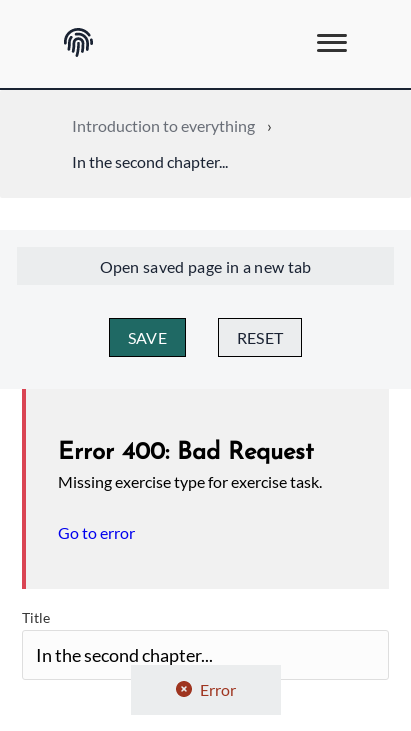 Introduction to everything ›
In the second chapter...
Open saved page in a new tab
SAVE RESET
Error 400: Bad Request
Missing exercise type for exercise task.
Go to error
Title
In the second chapter...
Error